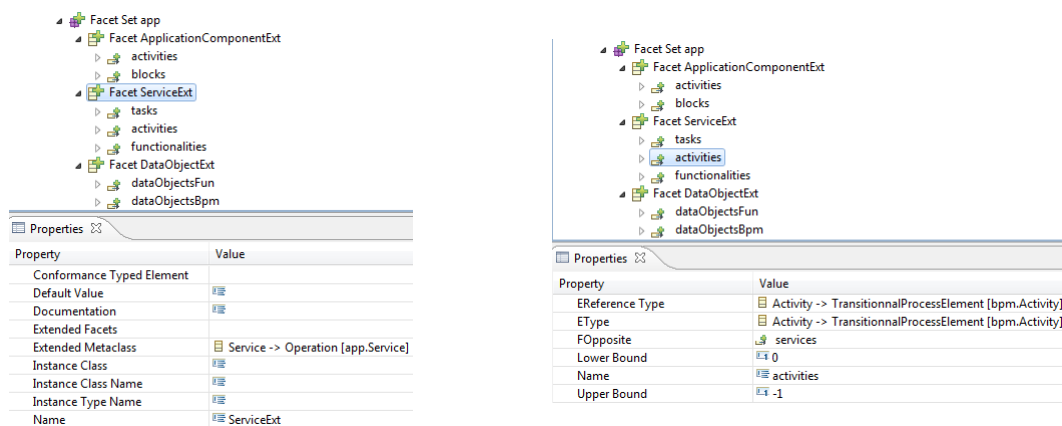 Facet Set app
Facet ApplicationComponentExt
activities
blocks
Facet ServiceExt
tasks
activities
functionalities
Facet DataObjectExt
dataObjectsFun
dataObjectsBpm
Properties
Property Value
Conformance Typed Element
Default Value
Documentation
Extended Facets
Extended Metaclass Service -> Operation [app.Service]
Instance Class
Instance Class Name
Instance Type Name
Name ServiceExt
Facet Set app
Facet ApplicationComponentExt
activities
blocks
Facet ServiceExt
tasks
activities
functionalities
Facet DataObjectExt
dataObjectsFun
dataObjectsBpm
Properties
Property Value
EReference Type Activity -> TransitionnalProcessElement [bpm.Activity]
EType Activity -> TransitionnalProcessElement [bpm.Activity]
FOpposite services
Lower Bound 0
Name activities
Upper Bound -1